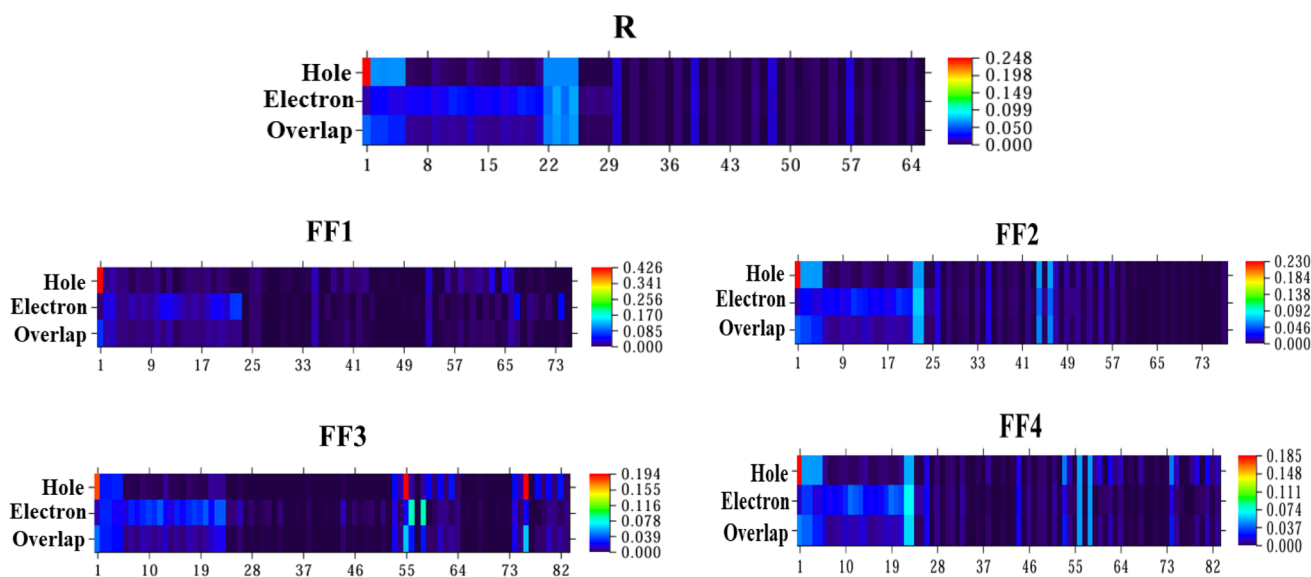 R
Hole
Electron
Overlap
0.248
0.198
0.149
0.099
0.050
0.000
1 8 15 22 29 36 43 50 57 64
FF1
Hole
Electron
Overlap
0.426
0.341
0.256
0.170
0.085
0.000
1 9 17 25 33 41 49 57 65 73
FF2
Hole
Electron
Overlap
0.230
0.184
0.138
0.092
0.046
0.000
1 9 17 25 33 41 49 57 65 73
FF3
Hole
Electron
Overlap
0.194
0.155
0.116
0.078
0.039
0.000
1 10 19 28 37 46 55 64 73 82
FF4
Hole
Electron
Overlap
0.185
0.148
0.111
0.074
0.037
0.000
1 10 19 28 37 46 55 64 73 82